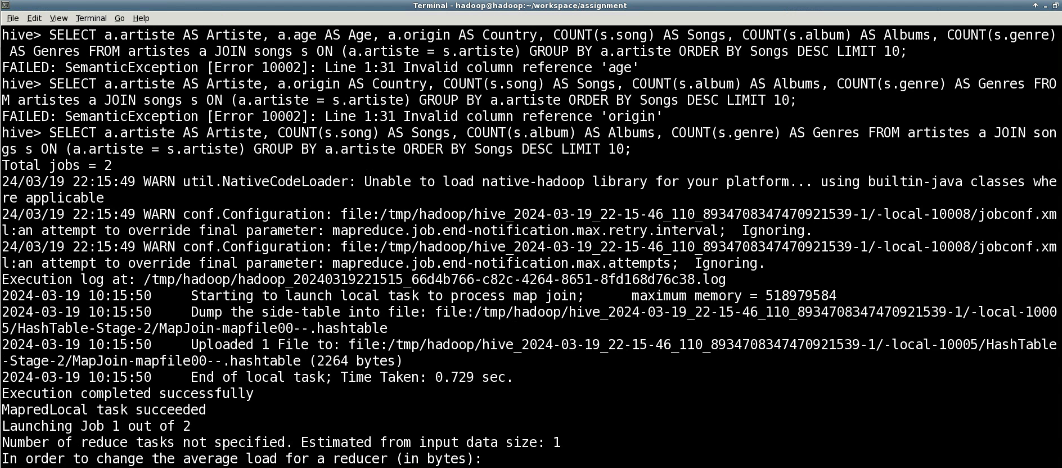 Terminal - hadoop@hadoop:~/workspace/assignment
File Edit View Terminal Go Help
hive> SELECT a.artiste AS Artiste, a.age AS Age, a.origin AS Country, COUNT(s.song) AS Songs, COUNT(s.album) AS Albums, COUNT(s.genre)
 AS Genres FROM artistes a JOIN songs s ON (a.artiste = s.artiste) GROUP BY a.artiste ORDER BY Songs DESC LIMIT 10;
FAILED: SemanticException [Error 10002]: Line 1:31 Invalid column reference 'age'
hive> SELECT a.artiste AS Artiste, a.origin AS Country, COUNT(s.song) AS Songs, COUNT(s.album) AS Albums, COUNT(s.genre) AS Genres FRO
M artistes a JOIN songs s ON (a.artiste = s.artiste) GROUP BY a.artiste ORDER BY Songs DESC LIMIT 10;
FAILED: SemanticException [Error 10002]: Line 1:31 Invalid column reference 'origin'
hive> SELECT a.artiste AS Artiste, COUNT(s.song) AS Songs, COUNT(s.album) AS Albums, COUNT(s.genre) AS Genres FROM artistes a JOIN son
gs s ON (a.artiste = s.artiste) GROUP BY a.artiste ORDER BY Songs DESC LIMIT 10;
Total jobs = 2
24/03/19 22:15:49 WARN util.NativeCodeLoader: Unable to load native-hadoop library for your platform... using builtin-java classes whe
re applicable
24/03/19 22:15:49 WARN conf.Configuration: file:/tmp/hadoop/hive_2024-03-19_22-15-46_110_8934708347470921539-1/-local-10008/jobconf.xm
l:an attempt to override final parameter: mapreduce.job.end-notification.max.retry.interval;  Ignoring.
24/03/19 22:15:49 WARN conf.Configuration: file:/tmp/hadoop/hive_2024-03-19_22-15-46_110_8934708347470921539-1/-local-10008/jobconf.xm
l:an attempt to override final parameter: mapreduce.job.end-notification.max.attempts;  Ignoring.
Execution log at: /tmp/hadoop/hadoop_20240319221515_66d4b766-c82c-4264-8651-8fd168d76c38.log
2024-03-19 10:15:50     Starting to launch local task to process map join;      maximum memory = 518979584
2024-03-19 10:15:50     Dump the side-table into file: file:/tmp/hadoop/hive_2024-03-19_22-15-46_110_8934708347470921539-1/-local-1000
5/HashTable-Stage-2/MapJoin-mapfile00--.hashtable
2024-03-19 10:15:50     Uploaded 1 File to: file:/tmp/hadoop/hive_2024-03-19_22-15-46_110_8934708347470921539-1/-local-10005/HashTable
-Stage-2/MapJoin-mapfile00--.hashtable (2264 bytes)
2024-03-19 10:15:50     End of local task; Time Taken: 0.729 sec.
Execution completed successfully
MapredLocal task succeeded
Launching Job 1 out of 2
Number of reduce tasks not specified. Estimated from input data size: 1
In order to change the average load for a reducer (in bytes):